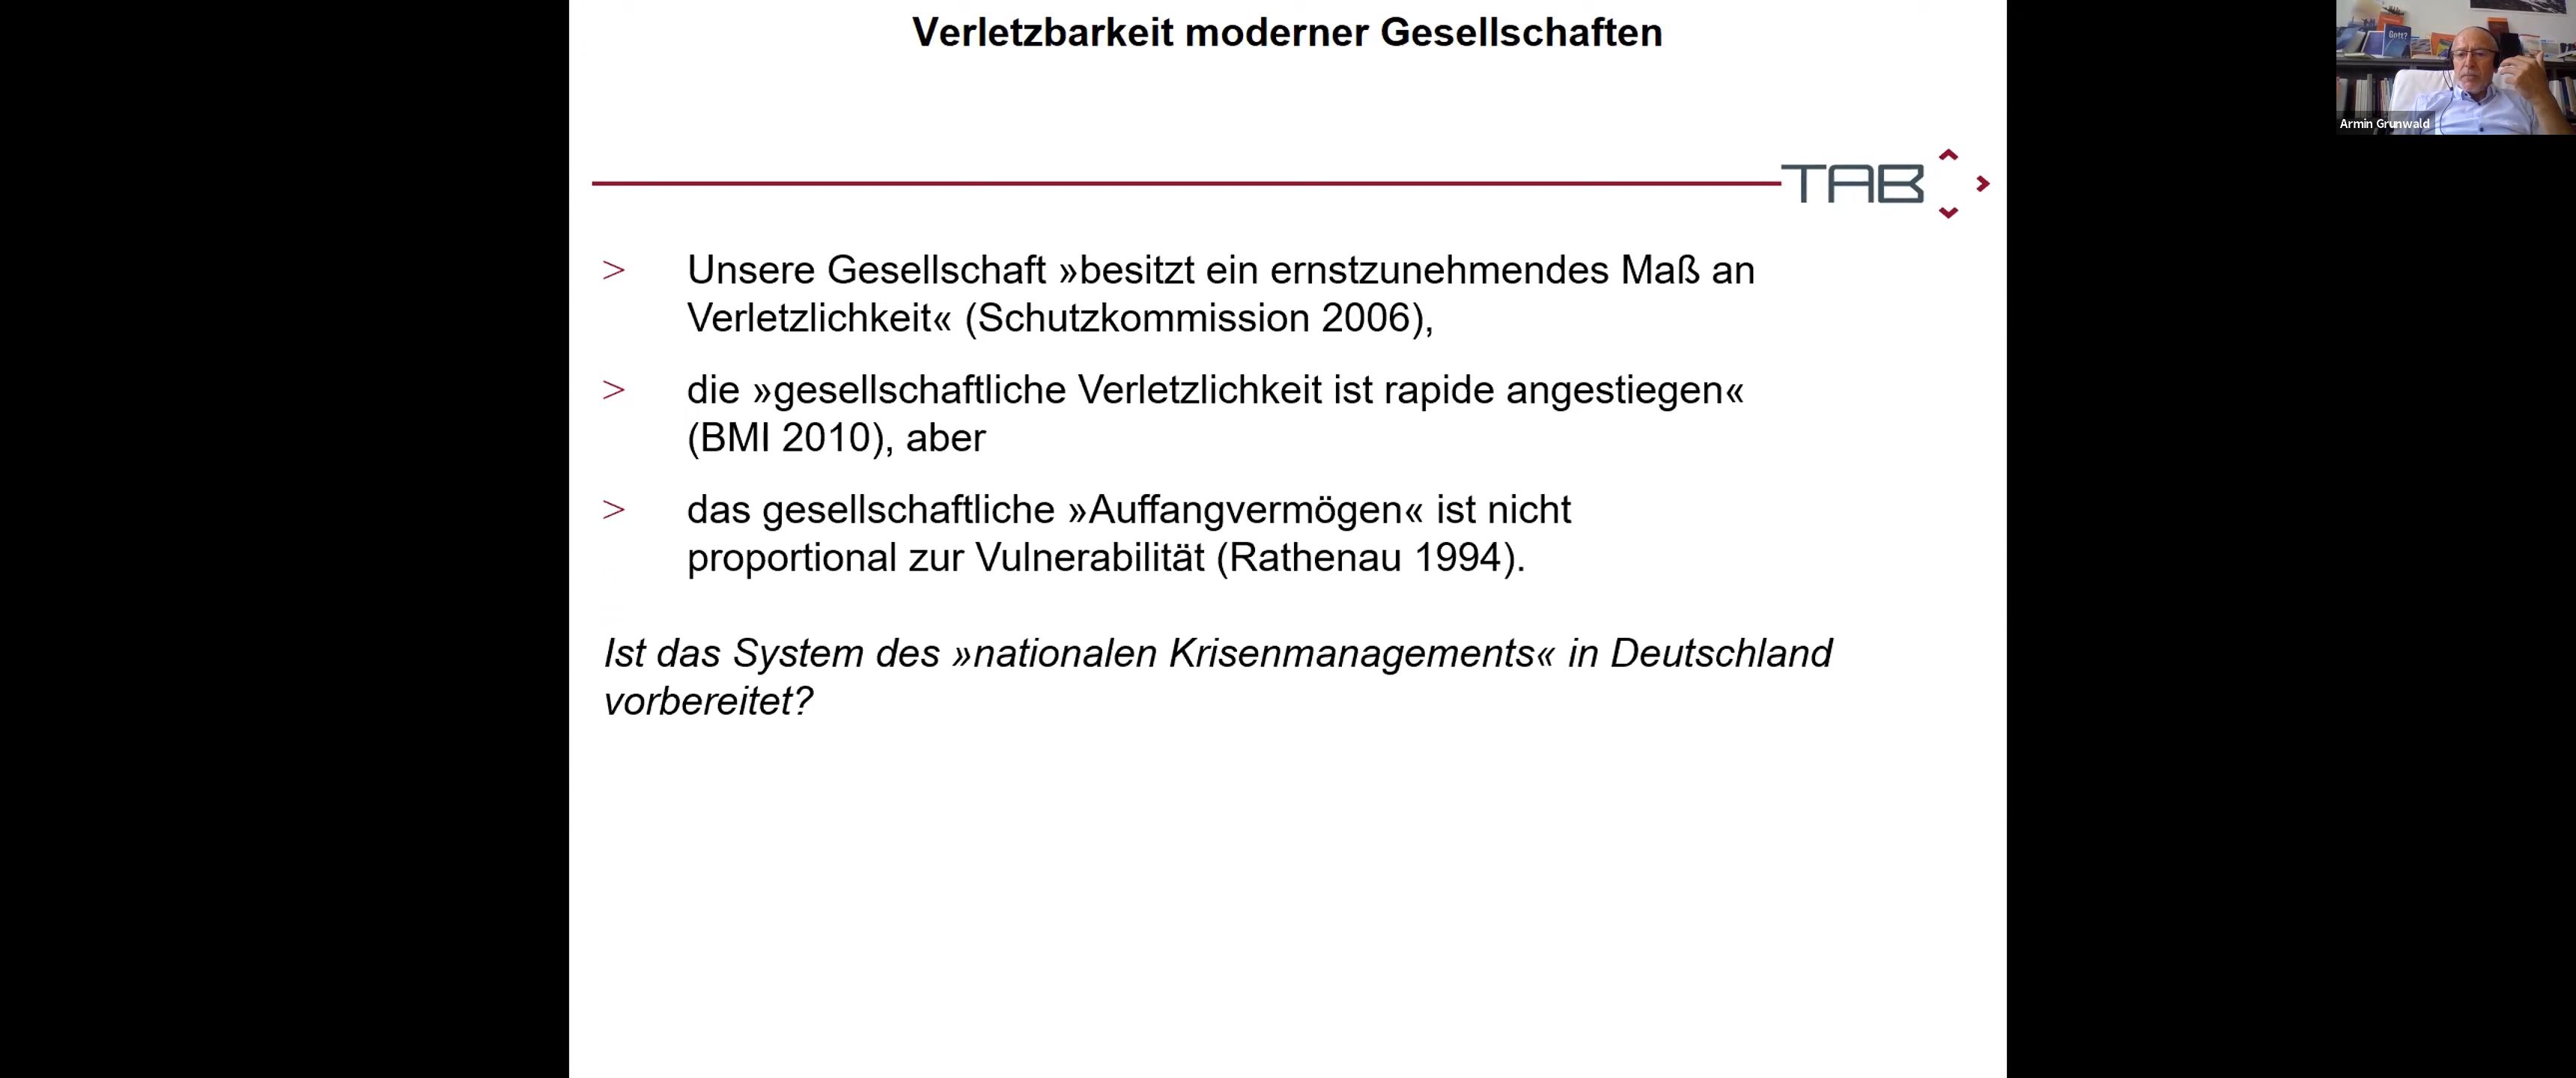 Verletzbarkeit moderner Gesellschaften
Gott?
Armin Grunwald
TAB
> Unsere Gesellschaft »besitzt ein ernstzunehmendes Maß an
Verletzlichkeit« (Schutzkommission 2006),
> die »gesellschaftliche Verletzlichkeit ist rapide angestiegen«
(BMI 2010), aber
> das gesellschaftliche »Auffangvermögen« ist nicht
proportional zur Vulnerabilität (Rathenau 1994).
Ist das System des »nationalen Krisenmanagements« in Deutschland
vorbereitet?